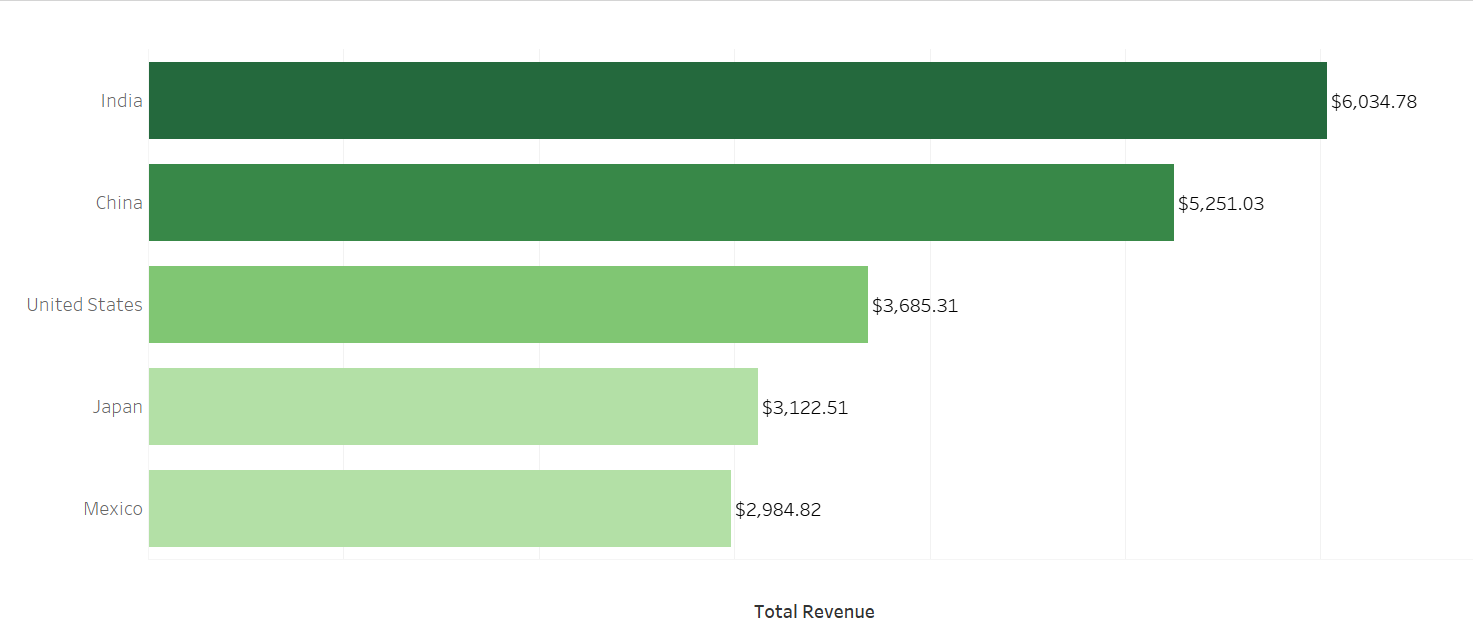 India $6,034.78
China $5,251.03
United States $3,685.31
Japan $3,122.51
Mexico $2,984.82
Total Revenue